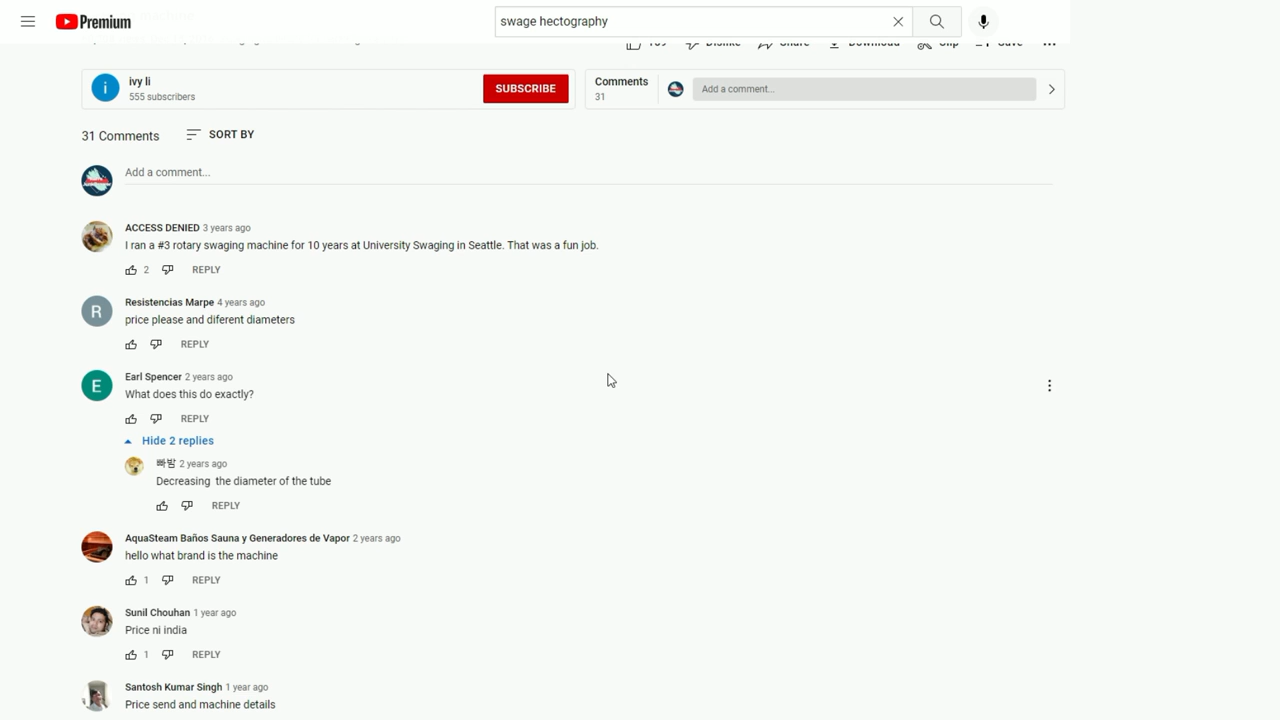 Premium
swage hectography
ivy li
555 subscribers
SUBSCRIBE
Comments
31
Add a comment...
31 Comments
SORT BY
Add a comment...
ACCESS DENIED 3 years ago
I ran a #3 rotary swaging machine for 10 years at University Swaging in Seattle. That was a fun job.
2 REPLY
Resistencias Marpe 4 years ago
price please and diferent diameters
REPLY
Earl Spencer 2 years ago
What does this do exactly?
REPLY
Hide 2 replies
빠밤 2 years ago
Decreasing the diameter of the tube
REPLY
AquaSteam Baños Sauna y Generadores de Vapor 2 years ago
hello what brand is the machine
1 REPLY
Sunil Chouhan 1 year ago
Price ni india
1 REPLY
Santosh Kumar Singh 1 year ago
Price send and machine details